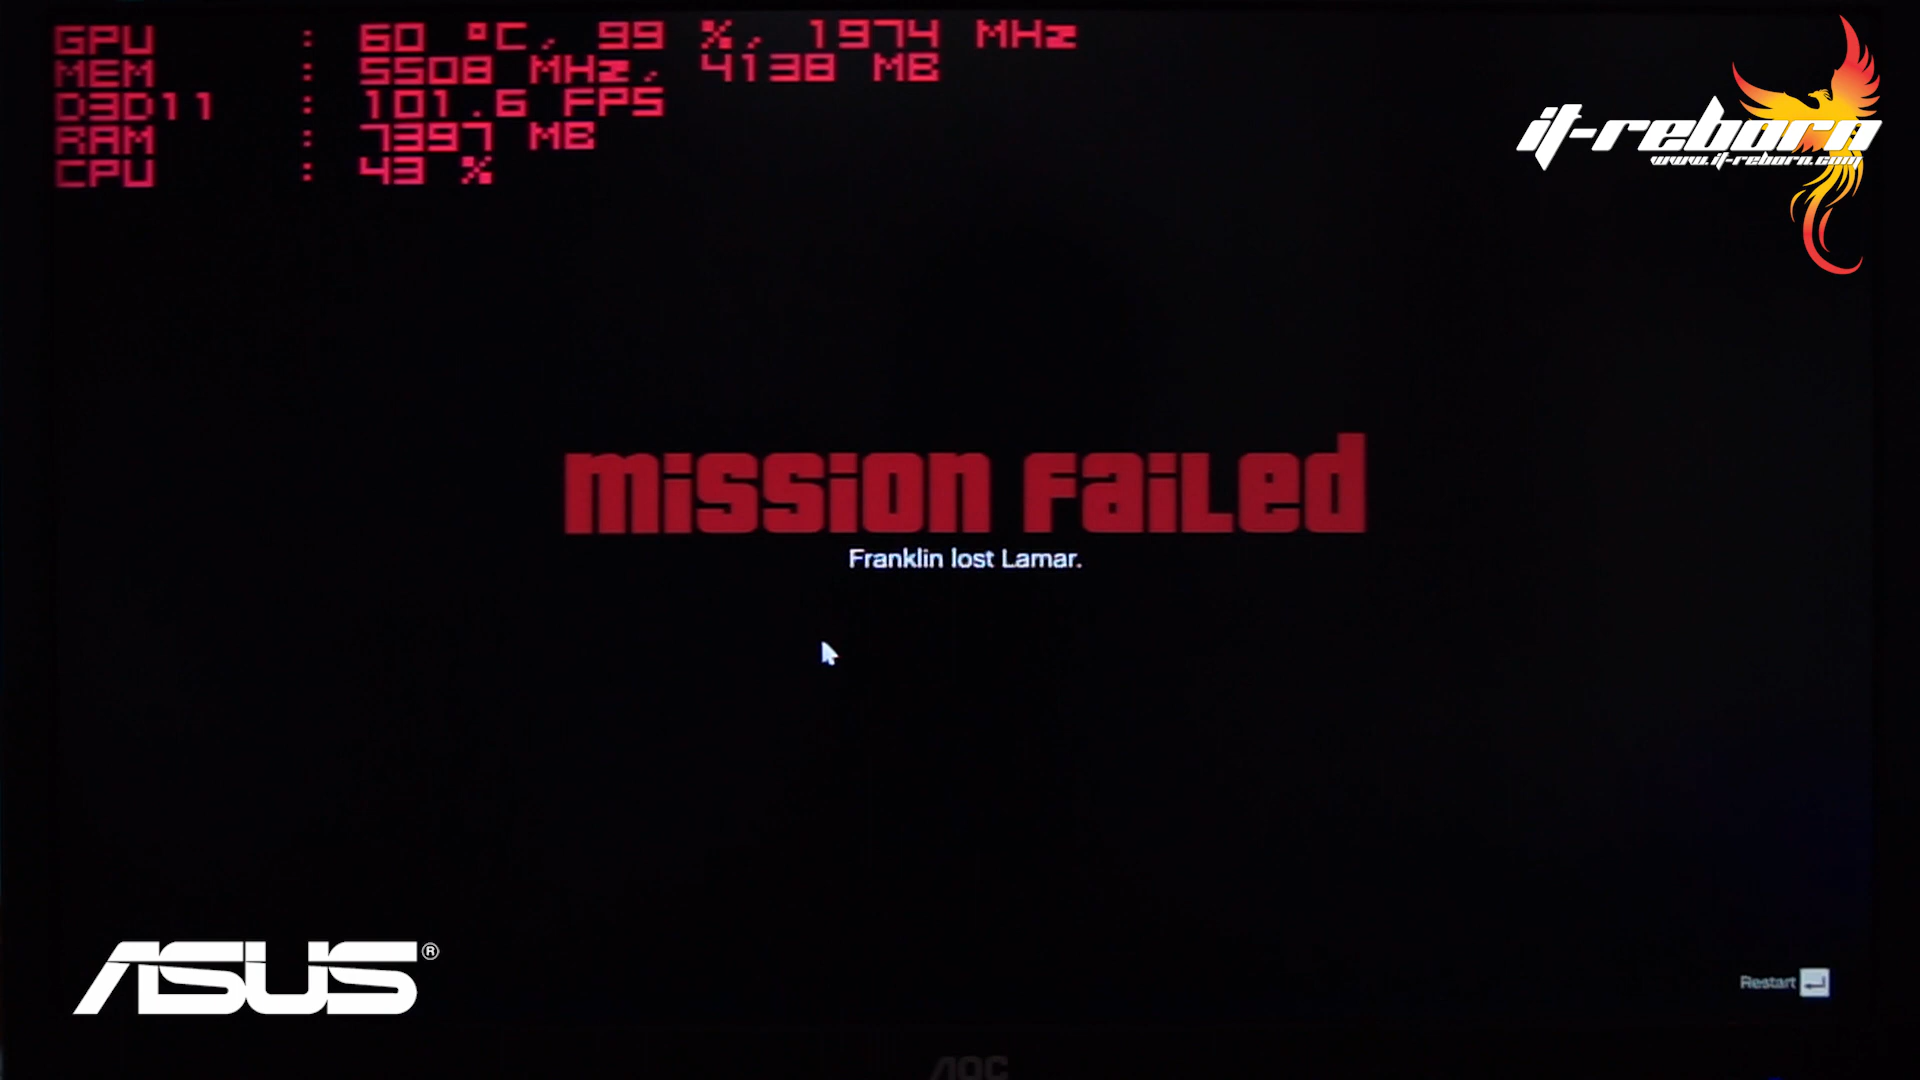 GPU : 60 °C, 99 %, 1974 MHz
MEM : 5508 MHz, 4138 MB
D3D11 : 101.6 FPS
RAM : 7397 MB
CPU : 43 %
it-reborn
www.it-reborn.com
mission failed
Franklin lost Lamar.
Restart
ASUS®
AOC